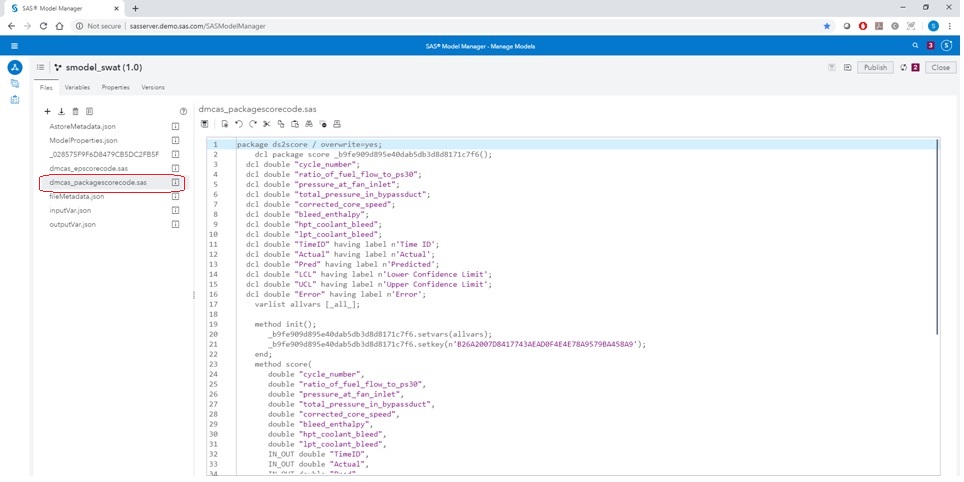 SAS® Model Manager
Not secure | sasserver.demo.sas.com/SASModelManager
S
SAS® Model Manager - Manage Models
3
S
smodel_swat (1.0)
2
Publish
Close
Files
Variables
Properties
Versions
AstoreMetadata.json
ModelProperties.json
_028575F9F6D8479CB5DC2FB5F
dmcas_epscorecode.sas
dmcas_packagescorecode.sas
fileMetadata.json
inputVar.json
outputVar.json
dmcas_packagescorecode.sas
1 package ds2score / overwrite=yes;
2 dcl package score _b9fe909d895e40dab5db3d8d8171c7f6();
3 dcl double "cycle_number";
4 dcl double "ratio_of_fuel_flow_to_ps30";
5 dcl double "pressure_at_fan_inlet";
6 dcl double "total_pressure_in_bypassduct";
7 dcl double "corrected_core_speed";
8 dcl double "bleed_enthalpy";
9 dcl double "hpt_coolant_bleed";
10 dcl double "lpt_coolant_bleed";
11 dcl double "TimeID" having label n'Time ID';
12 dcl double "Actual" having label n'Actual';
13 dcl double "Pred" having label n'Predicted';
14 dcl double "LCL" having label n'Lower Confidence Limit';
15 dcl double "UCL" having label n'Upper Confidence Limit';
16 dcl double "Error" having label n'Error';
17 varlist allvars [_all_];
18
19 method init();
20 _b9fe909d895e40dab5db3d8d8171c7f6.setvars(allvars);
21 _b9fe909d895e40dab5db3d8d8171c7f6.setkey(n'B26A2007D8417743AEAD0F4E4E78A9579BA458A9');
22 end;
23 method score(
24 double "cycle_number",
25 double "ratio_of_fuel_flow_to_ps30",
26 double "pressure_at_fan_inlet",
27 double "total_pressure_in_bypassduct",
28 double "corrected_core_speed",
29 double "bleed_enthalpy",
30 double "hpt_coolant_bleed",
31 double "lpt_coolant_bleed",
32 IN_OUT double "TimeID",
33 IN_OUT double "Actual",
34 IN_OUT double "Pred",